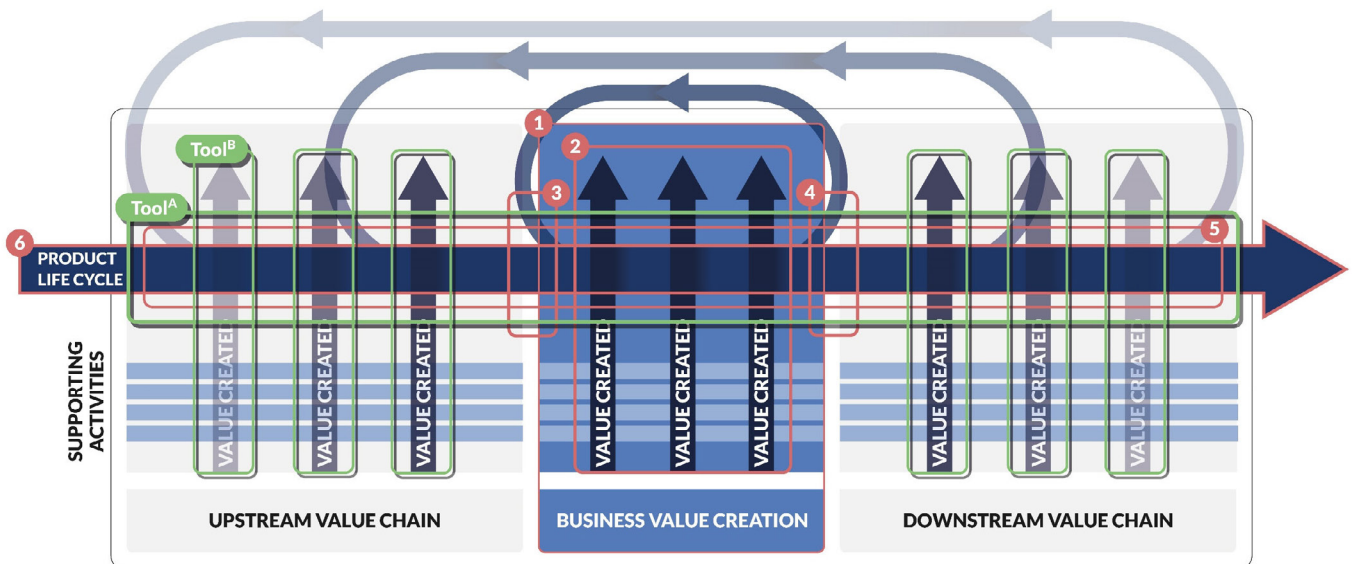 1
2
Tool^B
3
4
Tool^A
6
5
PRODUCT
LIFE CYCLE
SUPPORTING
ACTIVITIES
VALUE CREATED
VALUE CREATED
VALUE CREATED
VALUE CREATED
VALUE CREATED
VALUE CREATED
VALUE CREATED
VALUE CREATED
VALUE CREATED
UPSTREAM VALUE CHAIN
BUSINESS VALUE CREATION
DOWNSTREAM VALUE CHAIN